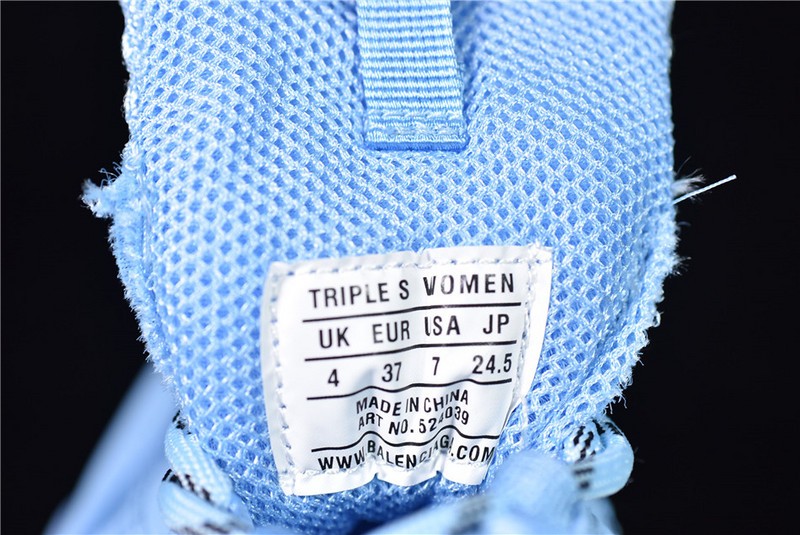 TRIPLE S WOMEN
UK EUR USA JP
4 37 7 24.5
MADE IN CHINA
ART NO.
WWW.BALENCIAGA.COM